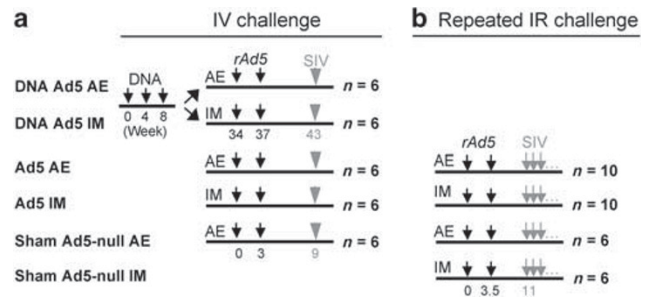 a IV challenge b Repeated IR challenge
rAd5 SIV
DNA Ad5 AE DNA AE n = 6
0 4 8
(Week)
DNA Ad5 IM IM n = 6
34 37 43
rAd5 SIV
Ad5 AE AE n = 6 AE ... n = 10
Ad5 IM IM n = 6 IM ... n = 10
Sham Ad5-null AE AE n = 6 AE ... n = 6
0 3 9
Sham Ad5-null IM IM ... n = 6
0 3.5 11